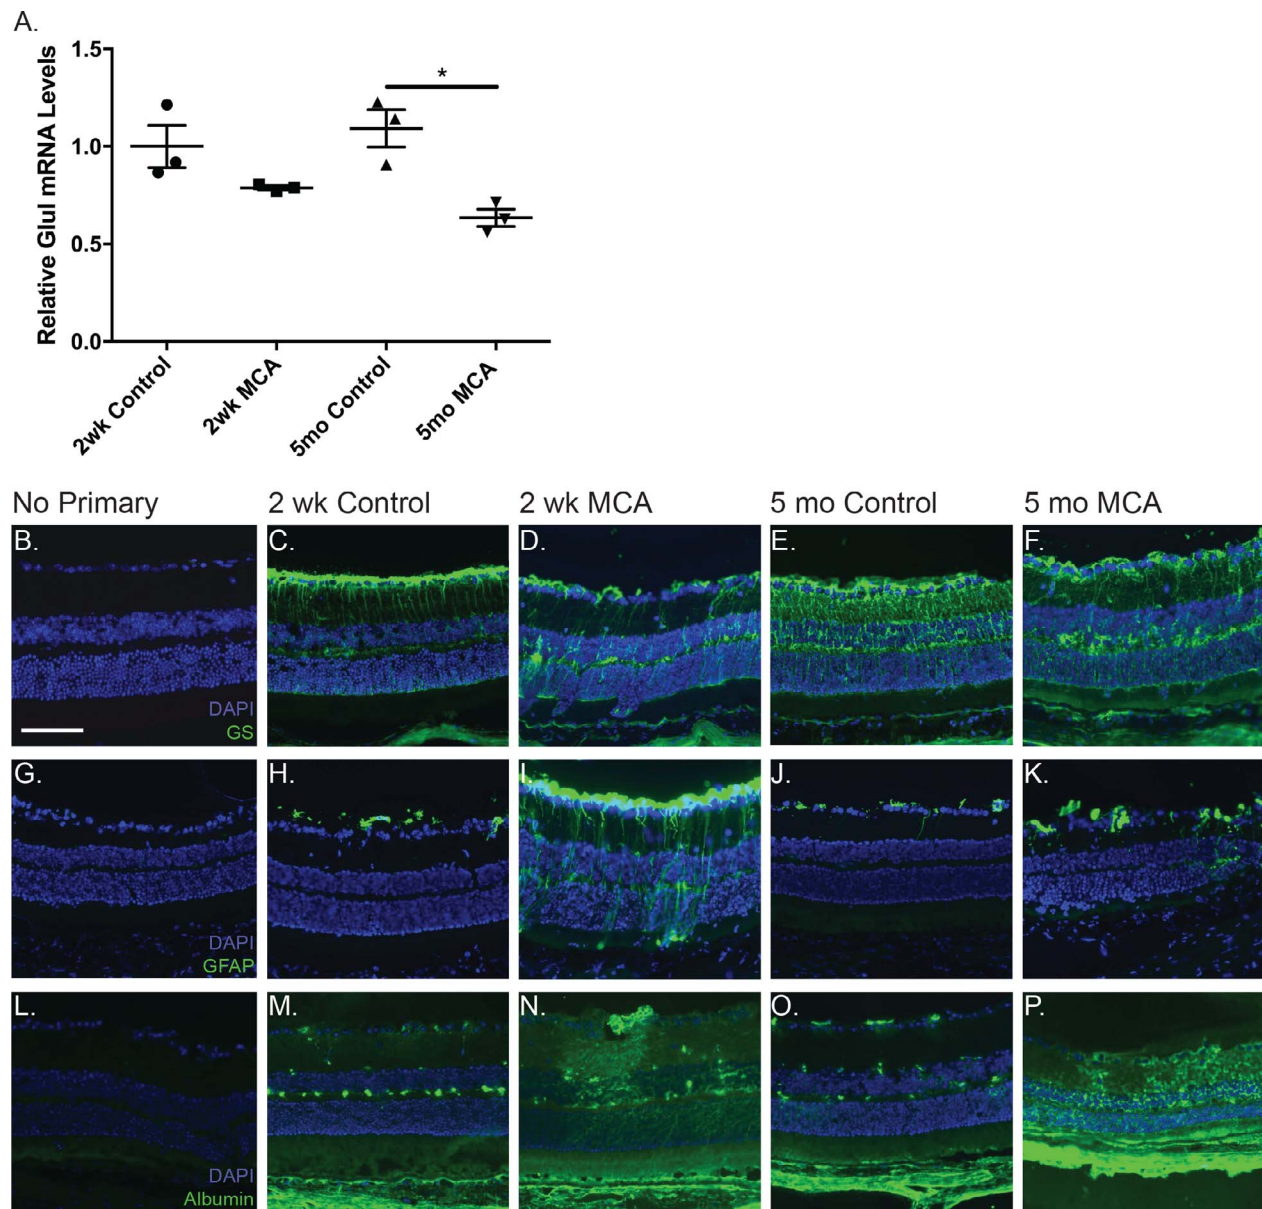 A.
Relative Glul mRNA Levels
1.5
1.0
0.5
0.0
*
2wk Control
2wk MCA
5mo Control
5mo MCA
No Primary
2 wk Control
2 wk MCA
5 mo Control
5 mo MCA
B.
DAPI
GS
C.
D.
E.
F.
G.
DAPI
GFAP
H.
I.
J.
K.
L.
DAPI
Albumin
M.
N.
O.
P.